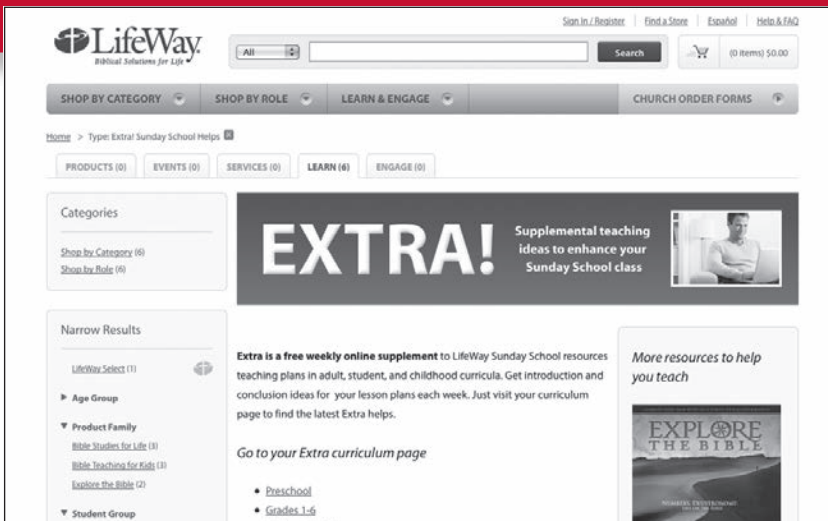 Sign In / Register | Find a Store | Español | Help & FAQ
LifeWay
Biblical Solutions for Life
All
Search
(0 items) $0.00
SHOP BY CATEGORY
SHOP BY ROLE
LEARN & ENGAGE
CHURCH ORDER FORMS
Home > Type: Extra! Sunday School Helps
PRODUCTS (0)
EVENTS (0)
SERVICES (0)
LEARN (6)
ENGAGE (0)
Categories
Shop by Category (6)
Shop by Role (6)
EXTRA!
Supplemental teaching
ideas to enhance your
Sunday School class
Narrow Results
LifeWay Select (1)
Age Group
Product Family
Bible Studies for Life (3)
Bible Teaching for Kids (3)
Explore the Bible (2)
Student Group
Extra is a free weekly online supplement to LifeWay Sunday School resources
teaching plans in adult, student, and childhood curricula. Get introduction and
conclusion ideas for your lesson plans each week. Just visit your curriculum
page to find the latest Extra helps.
Go to your Extra curriculum page
• Preschool
• Grades 1-6
More resources to help
you teach
EXPLORE
THE BIBLE